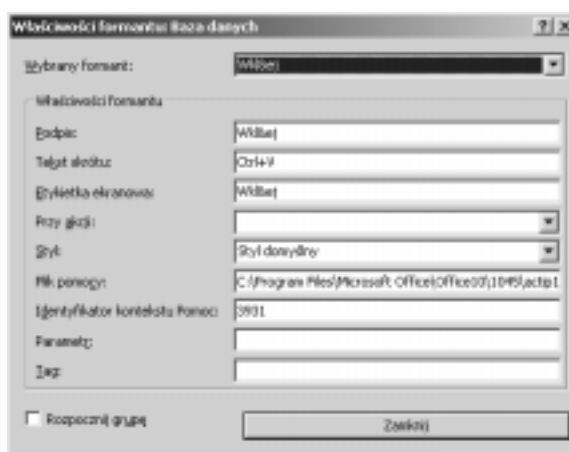 Właściwości formantu: Baza danych
Wybrany formant: Wklej
Właściwości formantu
Podpis: Wklej
Tekst skrótu: Ctrl+V
Etykietka ekranowa: Wklej
Przy akcji:
Styl: Styl domyślny
Plik pomocy: C:\Program Files\Microsoft Office\Office10\1045\actip1
Identyfikator kontekstu Pomoc: 3931
Parametr:
Tag:
Rozpocznij grupę
Zamknij